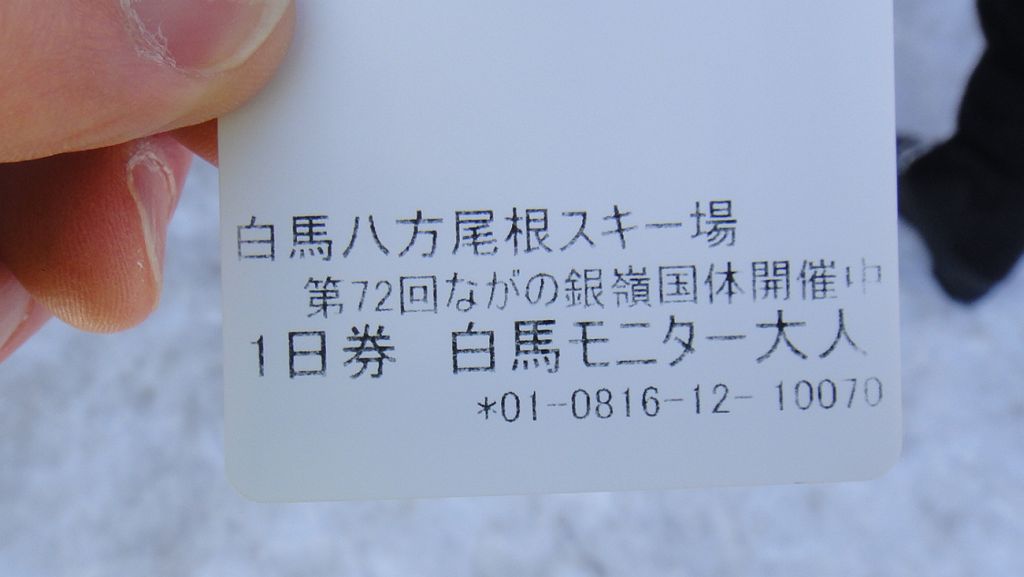 白馬八方尾根スキー場
第72回ながの銀嶺国体開催中
1日券 白馬モニター大人
*01-0816-12- 10070